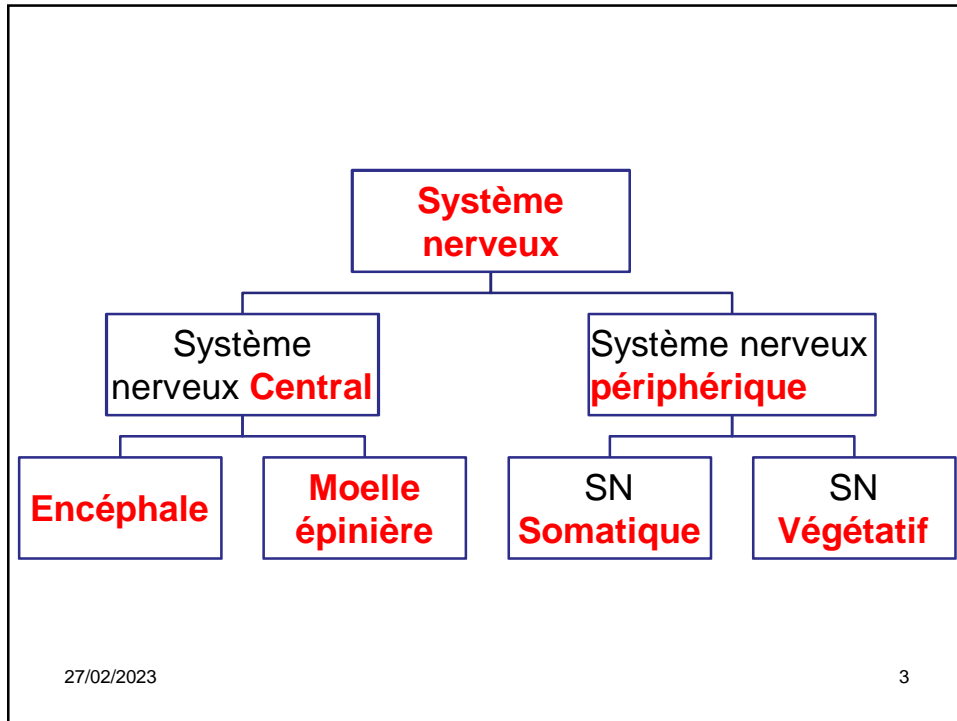 Système
nerveux
Système
nerveux Central
Système nerveux
périphérique
Encéphale
Moelle
épinière
SN
Somatique
SN
Végétatif
27/02/2023
3